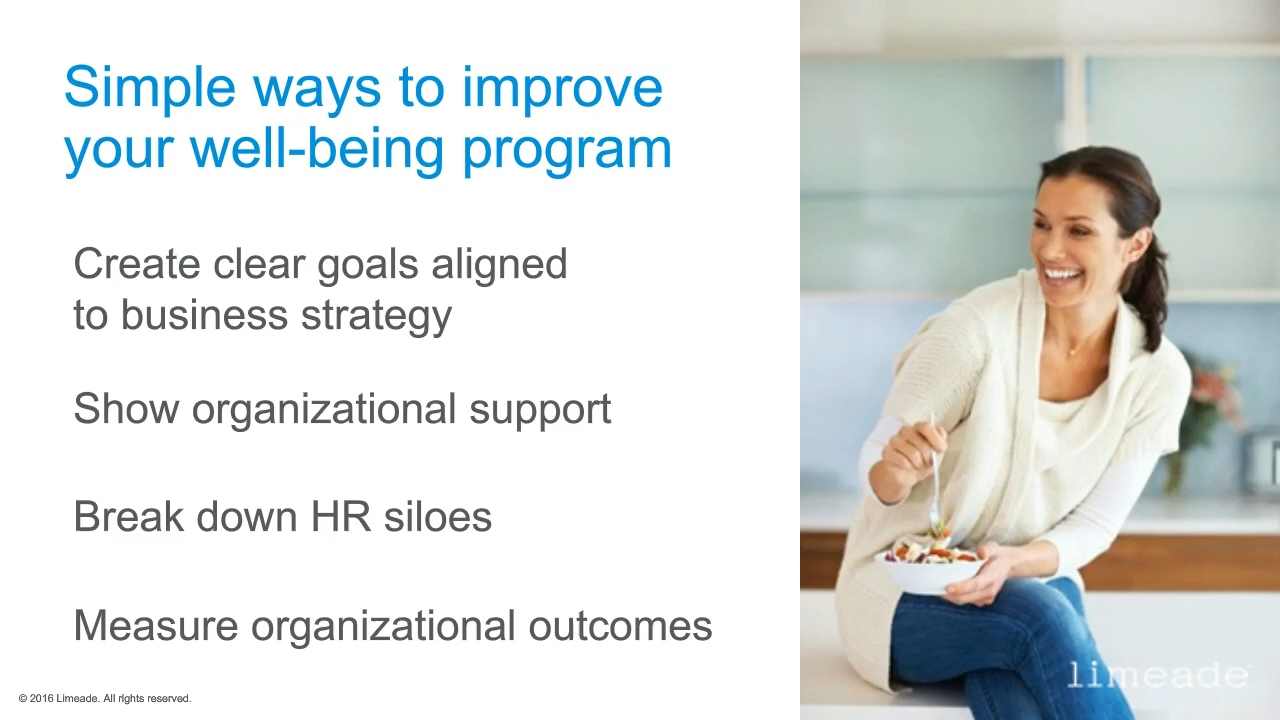 Simple ways to improve
your well-being program
Create clear goals aligned
to business strategy
Show organizational support
Break down HR siloes
Measure organizational outcomes
© 2016 Limeade. All rights reserved.
limeade